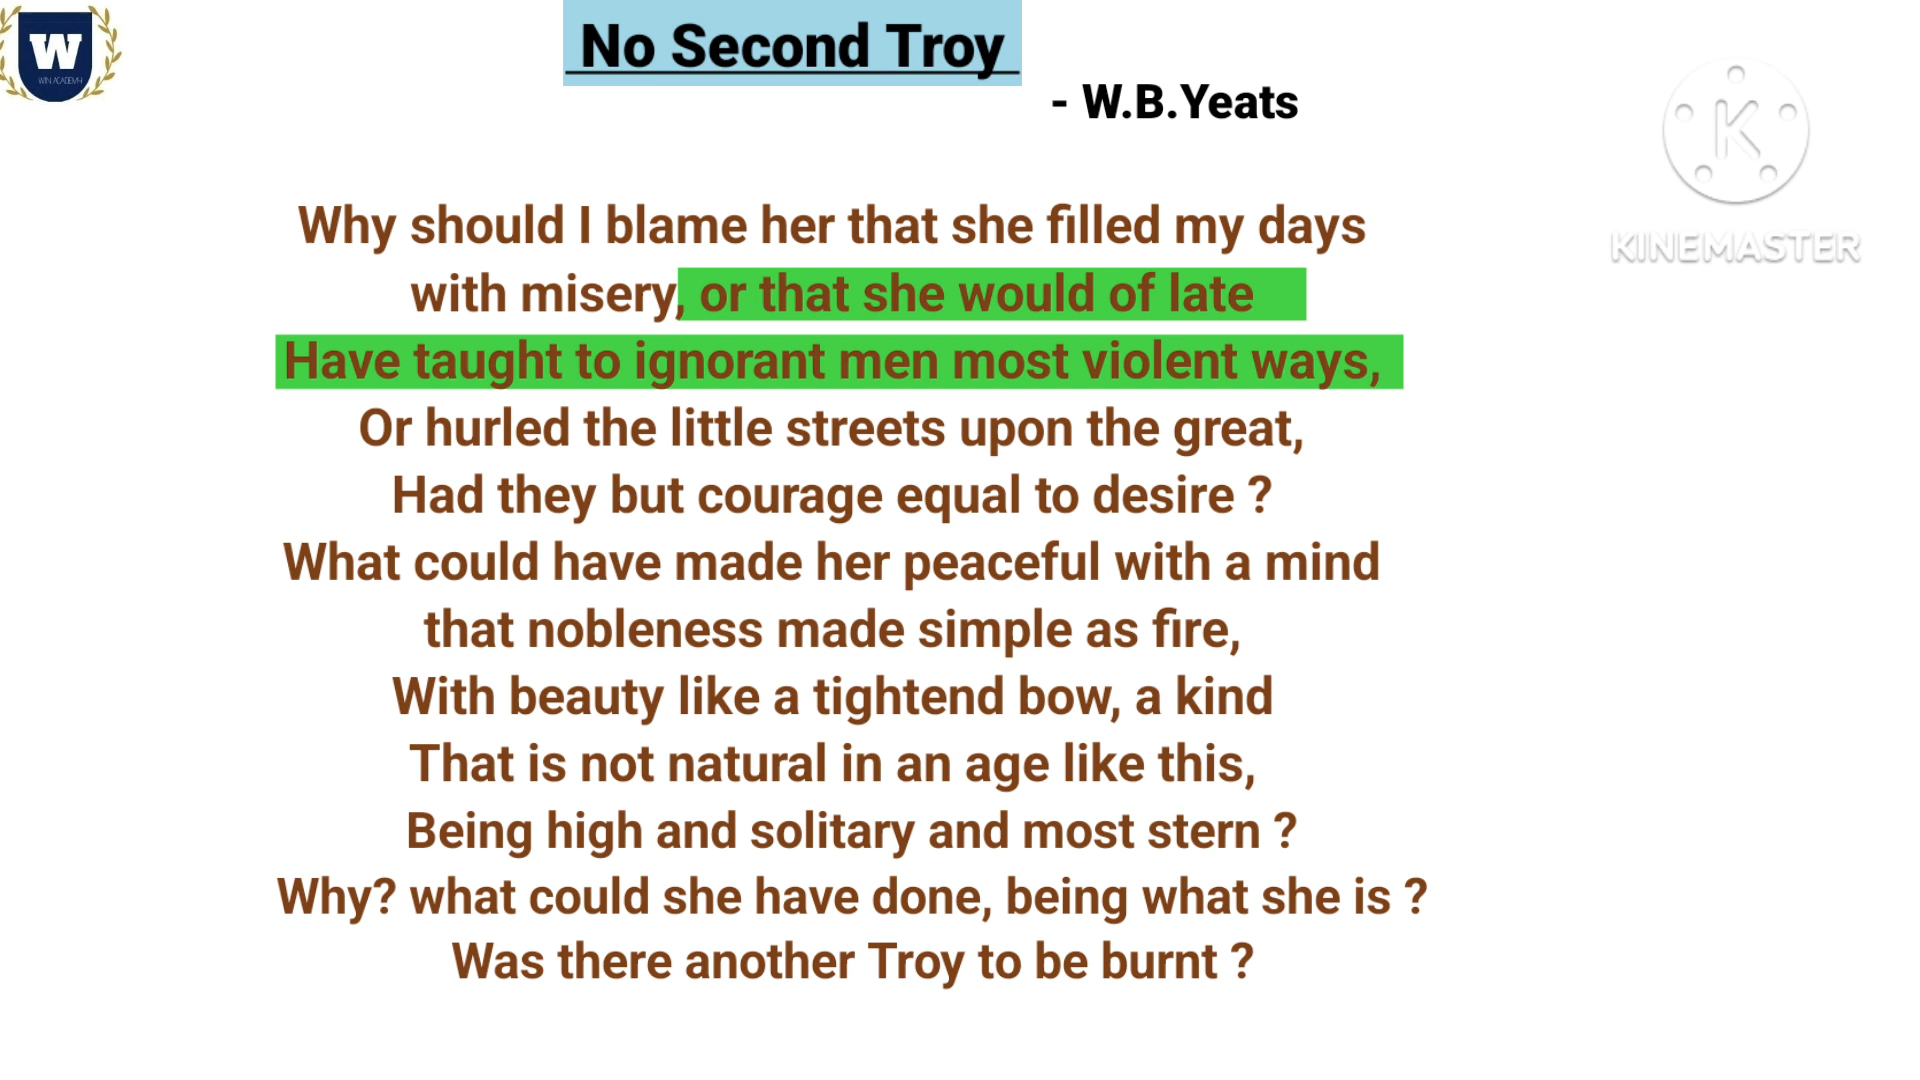 W
WIN ACADEMY
No Second Troy
- W.B.Yeats
K
KINEMASTER
Why should I blame her that she filled my days
with misery, or that she would of late
Have taught to ignorant men most violent ways,
Or hurled the little streets upon the great,
Had they but courage equal to desire ?
What could have made her peaceful with a mind
that nobleness made simple as fire,
With beauty like a tightend bow, a kind
That is not natural in an age like this,
Being high and solitary and most stern ?
Why? what could she have done, being what she is ?
Was there another Troy to be burnt ?